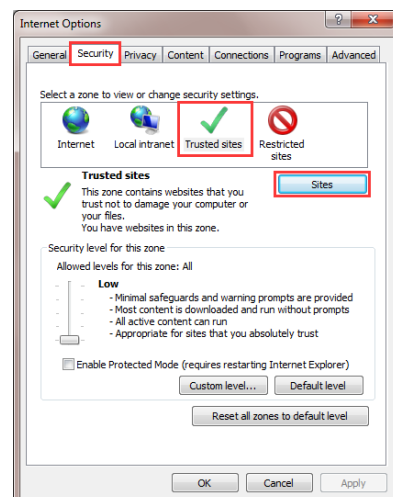 Internet Options
General Security Privacy Content Connections Programs Advanced
Select a zone to view or change security settings.
Internet Local intranet Trusted sites Restricted sites
Trusted sites
Sites
This zone contains websites that you
trust not to damage your computer or
your files.
You have websites in this zone.
Security level for this zone
Allowed levels for this zone: All
Low
- Minimal safeguards and warning prompts are provided
- Most content is downloaded and run without prompts
- All active content can run
- Appropriate for sites that you absolutely trust
Enable Protected Mode (requires restarting Internet Explorer)
Custom level... Default level
Reset all zones to default level
OK Cancel Apply